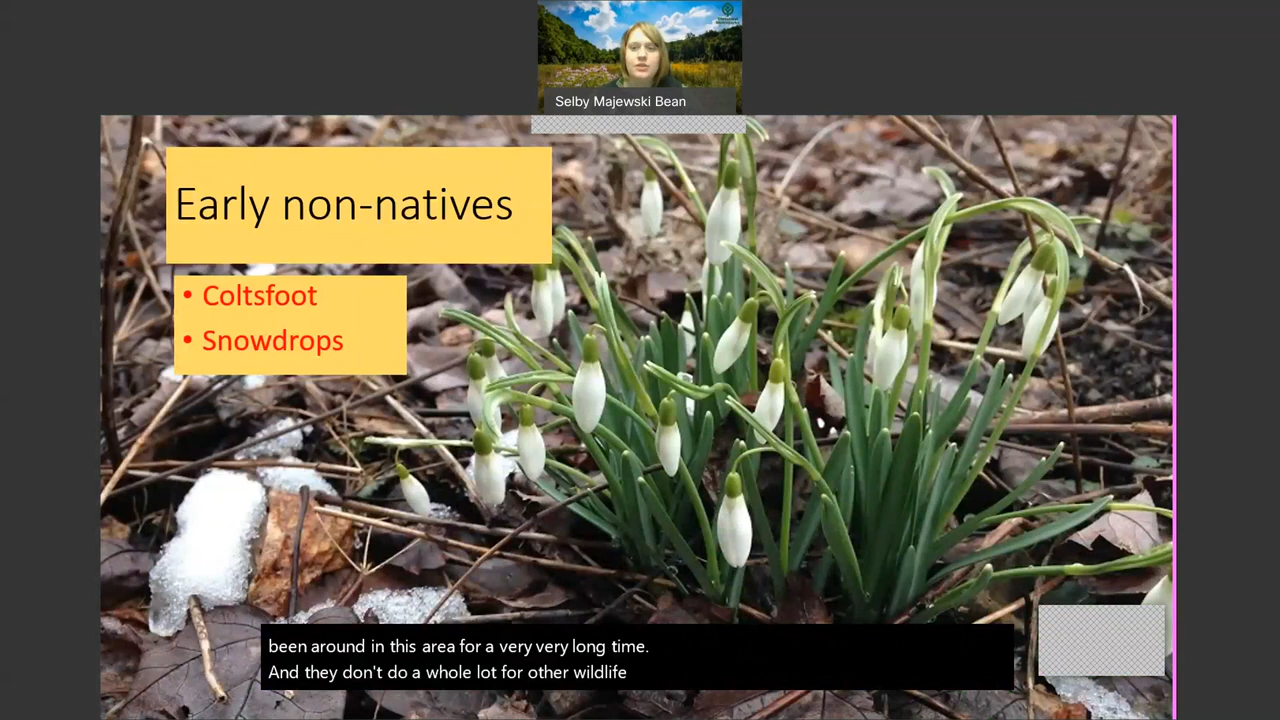 Selby Majewski Bean
Early non-natives
• Coltsfoot
• Snowdrops
been around in this area for a very very long time.
And they don't do a whole lot for other wildlife